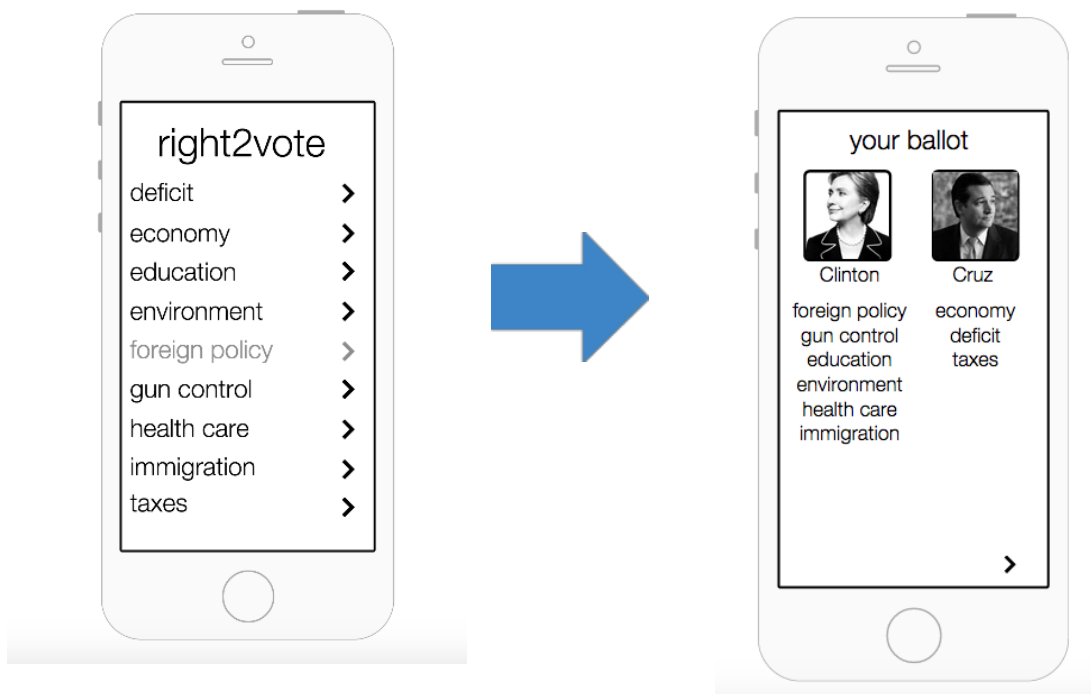 right2vote
deficit
economy
education
environment
foreign policy
gun control
health care
immigration
taxes
your ballot
Clinton
foreign policy
gun control
education
environment
health care
immigration
Cruz
economy
deficit
taxes